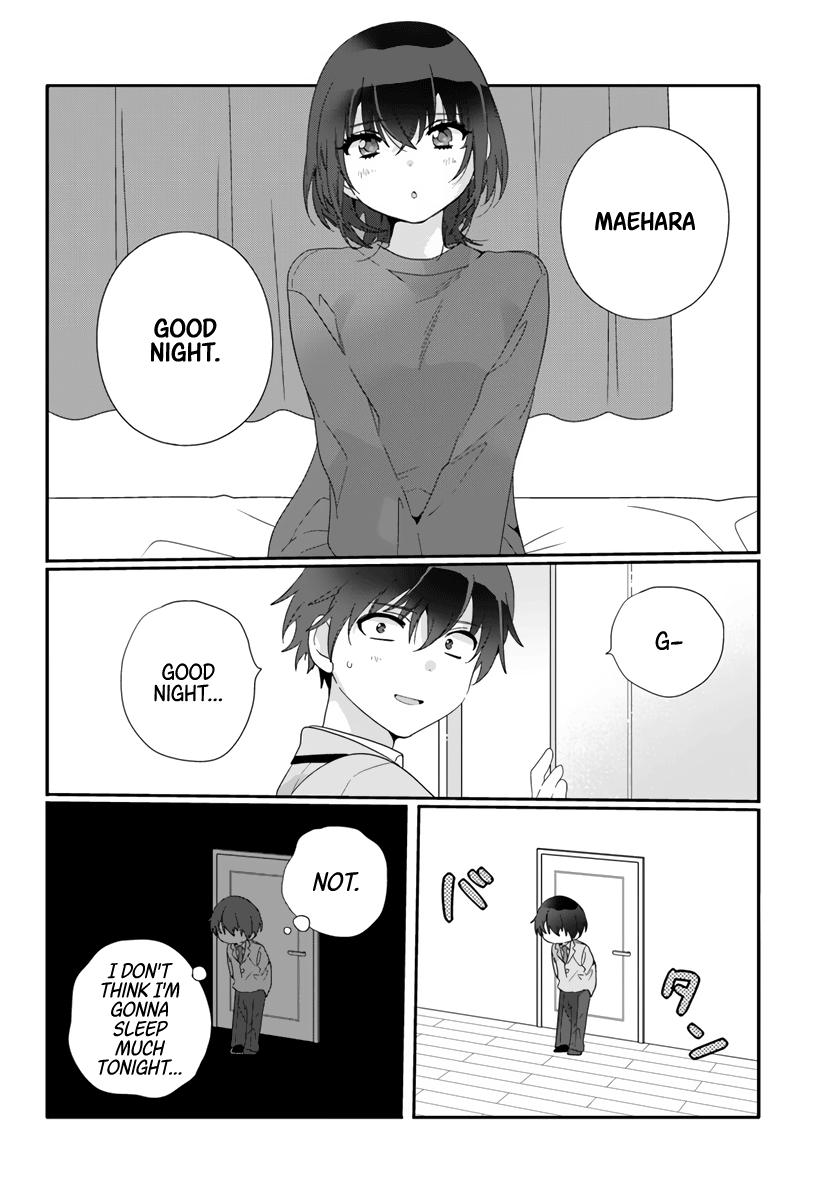 MAEHARA
GOOD
NIGHT.
G-
GOOD
NIGHT...
バタン
NOT.
I DON'T
THINK I'M
GONNA
SLEEP
MUCH
TONIGHT...